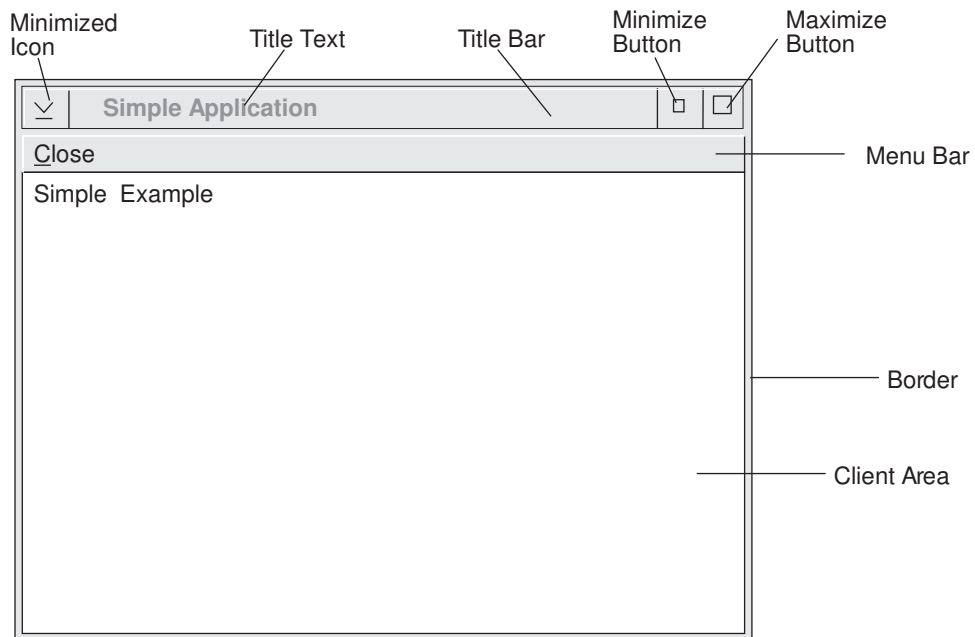 Minimized
Icon
Title Text
Title Bar
Minimize
Button
Maximize
Button
Simple Application
Close
Menu Bar
Simple Example
Border
Client Area